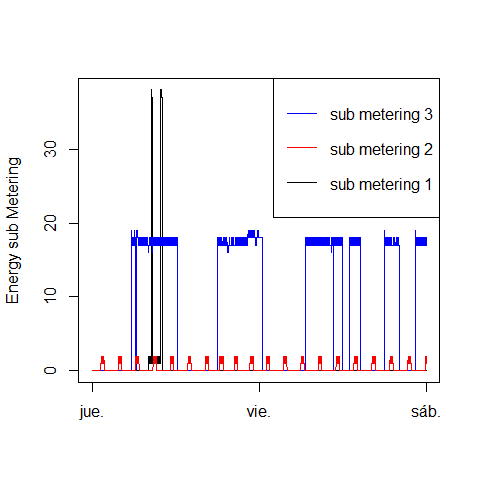 Energy sub Metering
30
20
10
0
sub metering 3
sub metering 2
sub metering 1
jue.
vie.
sáb.